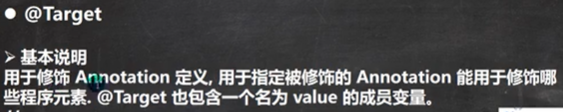 ● @Target
➢ 基本说明
用于修饰 Annotation 定义, 用于指定被修饰的 Annotation 能用于修饰哪
些程序元素. @Target 也包含一个名为 value 的成员变量。